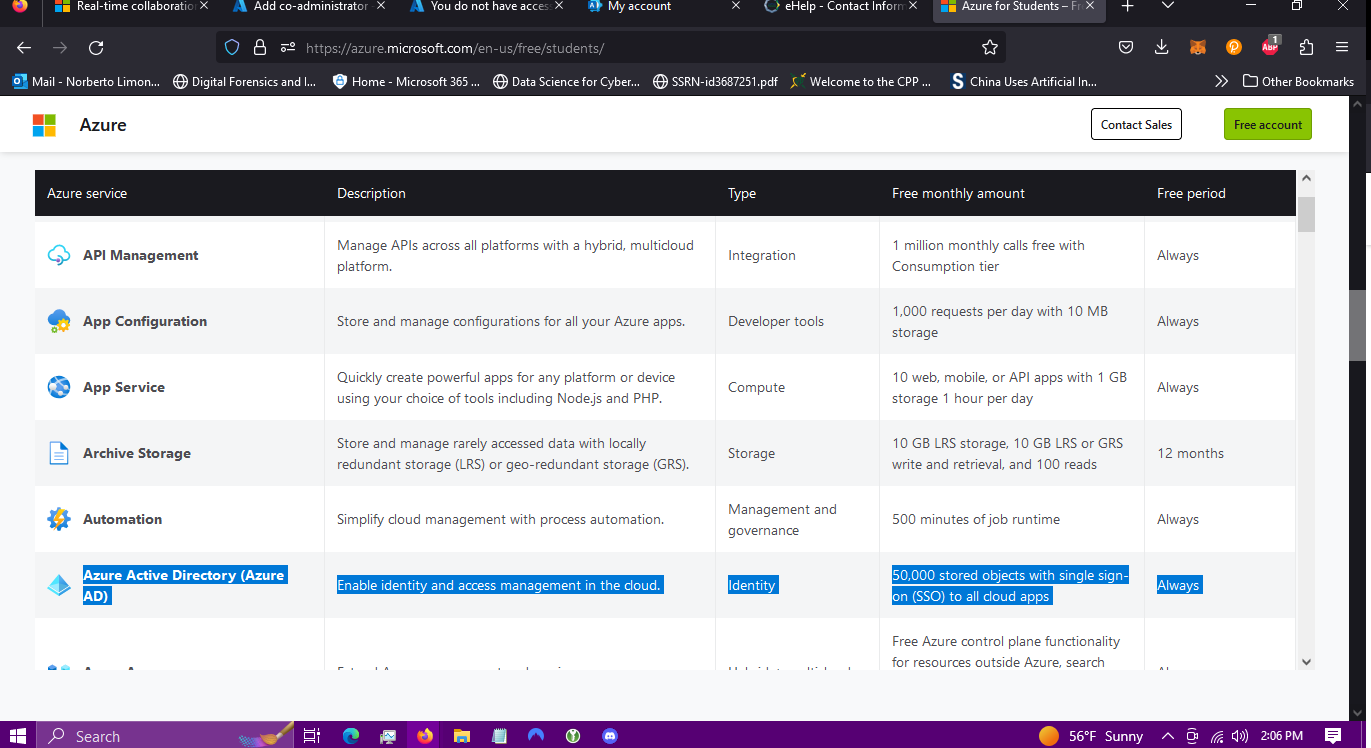 Real-time collaboration
Add co-administrator
You do not have access
My account
eHelp - Contact Inform
Azure for Students – Fr
https://azure.microsoft.com/en-us/free/students/
1
ABP
Mail - Norberto Limon...
Digital Forensics and I...
Home - Microsoft 365 ...
Data Science for Cyber...
SSRN-id3687251.pdf
Welcome to the CPP ...
S China Uses Artificial In...
Other Bookmarks
Azure
Contact Sales
Free account
Azure service
Description
Type
Free monthly amount
Free period
API Management
Manage APIs across all platforms with a hybrid, multicloud
platform.
Integration
1 million monthly calls free with
Consumption tier
Always
App Configuration
Store and manage configurations for all your Azure apps.
Developer tools
1,000 requests per day with 10 MB
storage
Always
App Service
Quickly create powerful apps for any platform or device
using your choice of tools including Node.js and PHP.
Compute
10 web, mobile, or API apps with 1 GB
storage 1 hour per day
Always
Archive Storage
Store and manage rarely accessed data with locally
redundant storage (LRS) or geo-redundant storage (GRS).
Storage
10 GB LRS storage, 10 GB LRS or GRS
write and retrieval, and 100 reads
12 months
Automation
Simplify cloud management with process automation.
Management and
governance
500 minutes of job runtime
Always
Azure Active Directory (Azure
AD)
Enable identity and access management in the cloud.
Identity
50,000 stored objects with single sign-
on (SSO) to all cloud apps
Always
Free Azure control plane functionality
for resources outside Azure, search
Search
56°F Sunny
2:06 PM